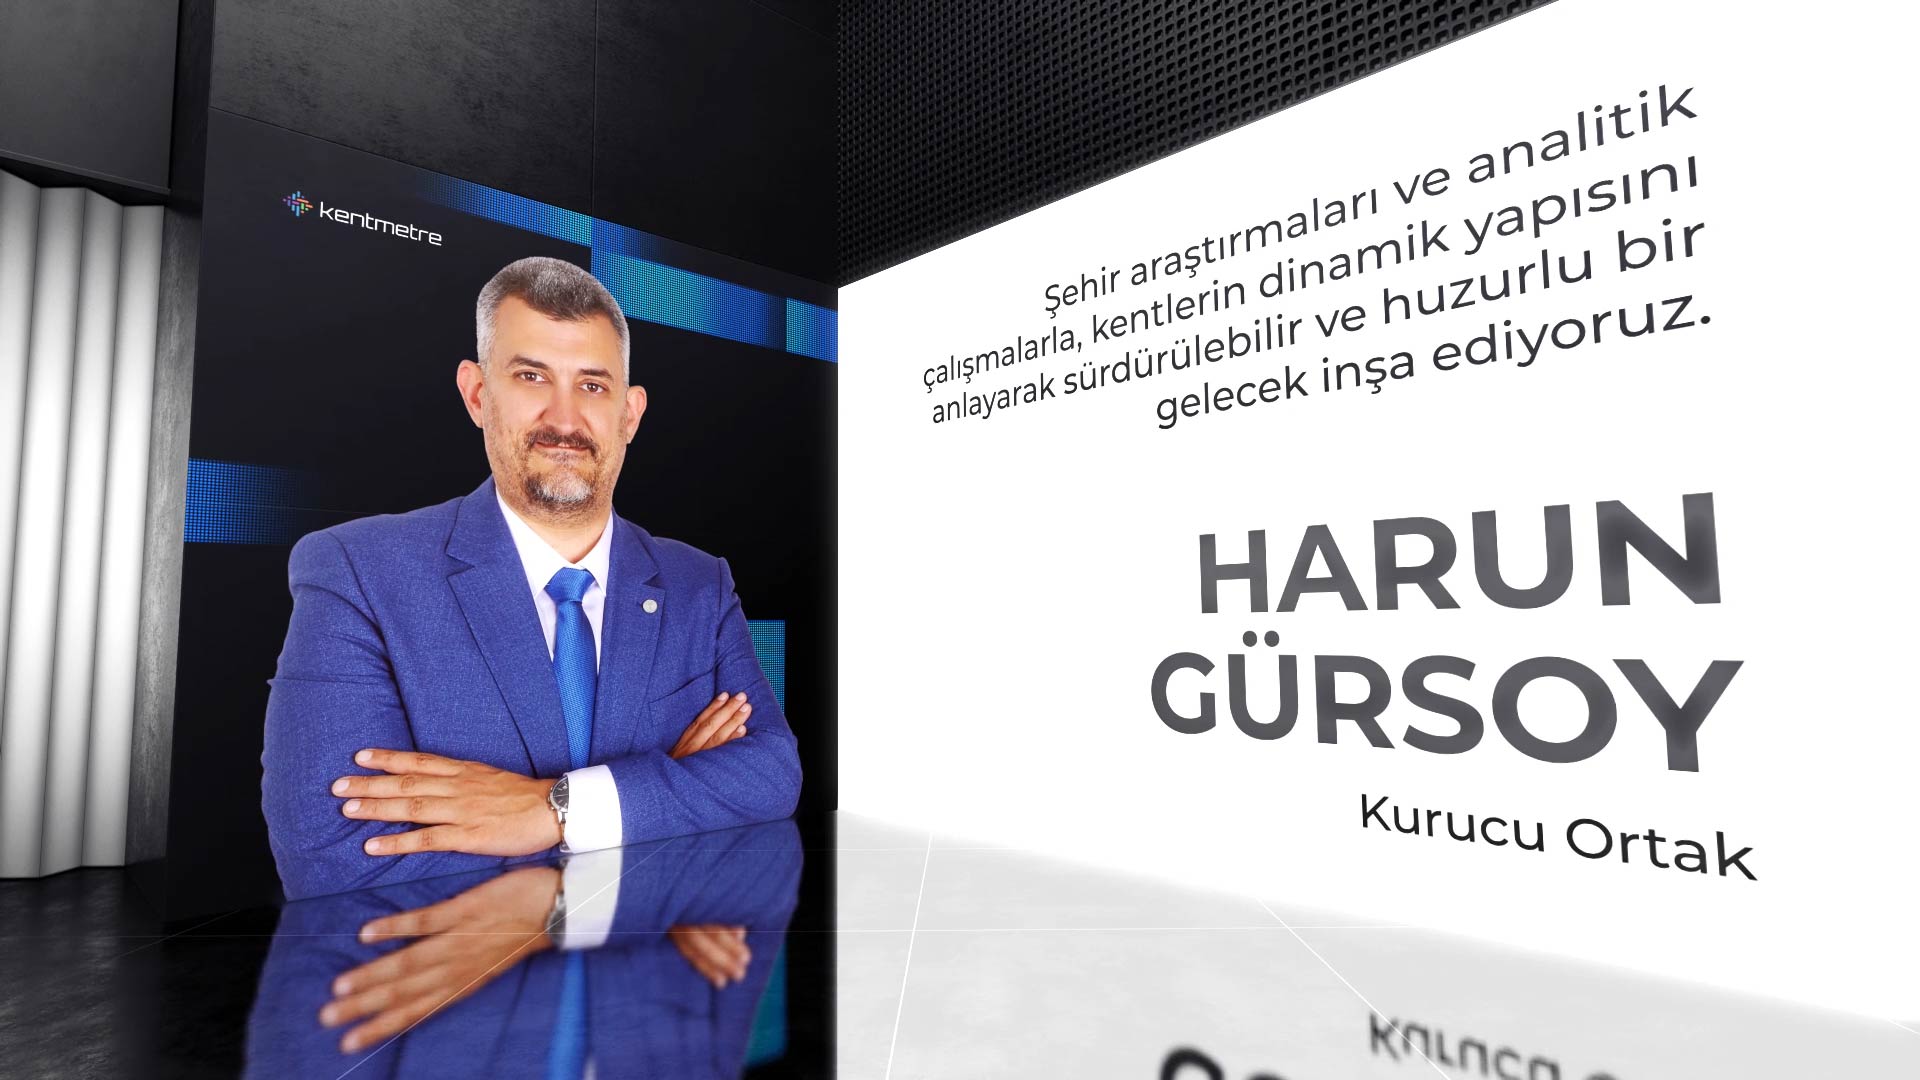 kentmetre
Şehir araştırmaları ve analitik
çalışmalarla, kentlerin dinamik yapısını
anlayarak sürdürülebilir ve huzurlu bir
gelecek inşa ediyoruz.
HARUN
GÜRSOY
Kurucu Ortak